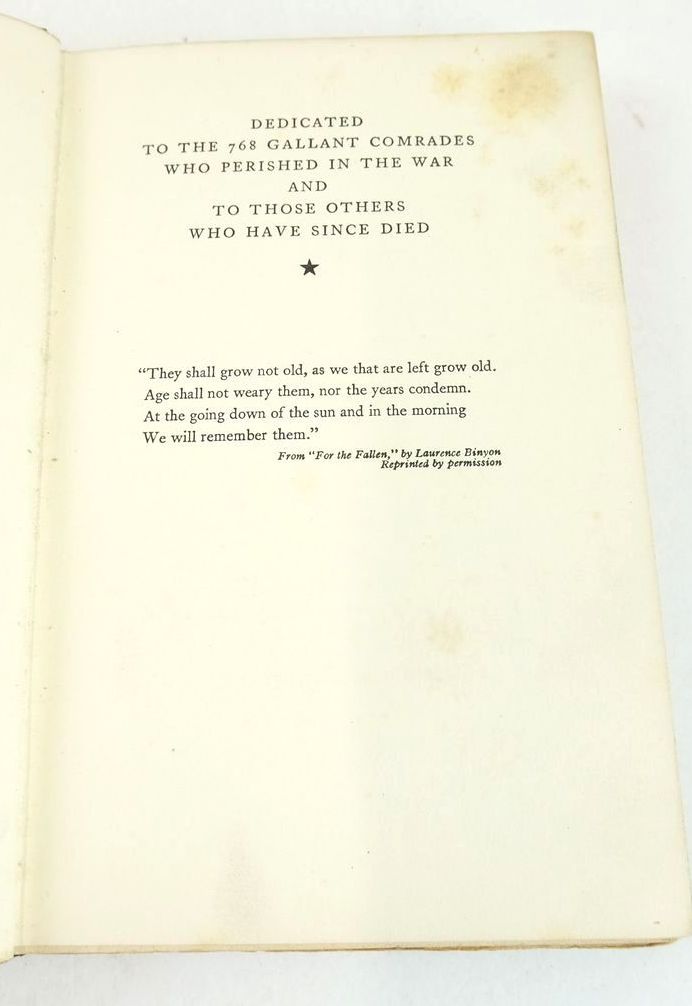 DEDICATED
TO THE 768 GALLANT COMRADES
WHO PERISHED IN THE WAR
AND
TO THOSE OTHERS
WHO HAVE SINCE DIED
★
“They shall grow not old, as we that are left grow old.
Age shall not weary them, nor the years condemn.
At the going down of the sun and in the morning
We will remember them.”
From “For the Fallen,” by Laurence Binyon
Reprinted by permission